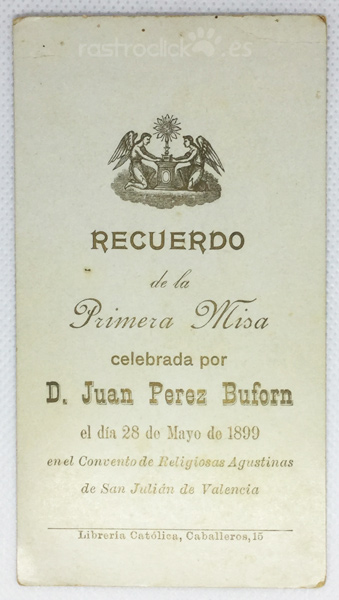 rastroclick.es
RECUERDO
de la
Primera Misa
celebrada por
D. Juan Perez Buforn
el día 28 de Mayo de 1899
en el Convento de Religiosas Agustinas
de San Julián de Valencia
Libreria Católica, Caballeros, 15